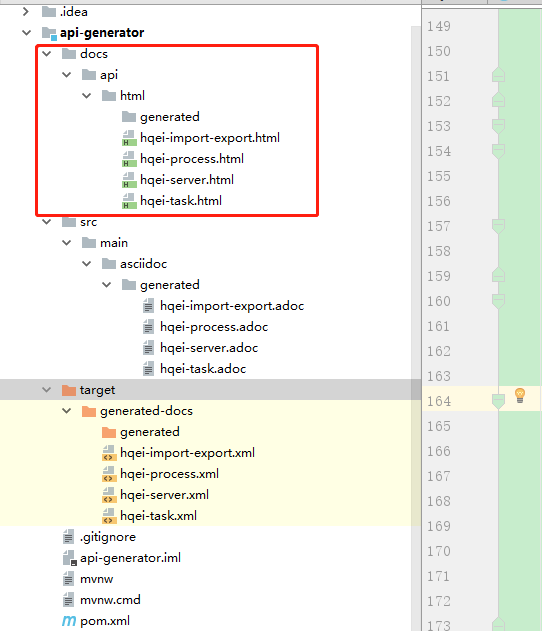 .idea
api-generator
docs
api
html
generated
hqei-import-export.html
hqei-process.html
hqei-server.html
hqei-task.html
src
main
asciidoc
generated
hqei-import-export.adoc
hqei-process.adoc
hqei-server.adoc
hqei-task.adoc
target
generated-docs
generated
hqei-import-export.xml
hqei-process.xml
hqei-server.xml
hqei-task.xml
.gitignore
api-generator.iml
mvnw
mvnw.cmd
pom.xml
149
150
151
152
153
154
155
156
157
158
159
160
161
162
163
164
165
166
167
168
169
170
171
172
173